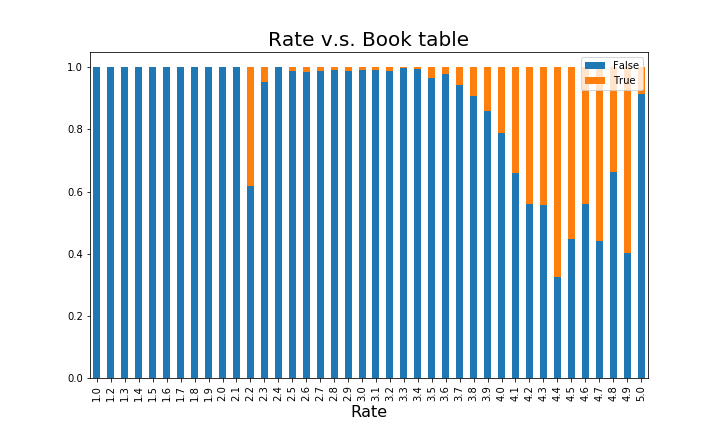 Rate v.s. Book table
False
True
1.0
0.8
0.6
0.4
0.2
0.0
1.0 1.2 1.3 1.4 1.5 1.6 1.7 1.8 1.9 2.0 2.1 2.2 2.3 2.4 2.5 2.6 2.7 2.8 2.9 3.0 3.1 3.2 3.3 3.4 3.5 3.6 3.7 3.8 3.9 4.0 4.1 4.2 4.3 4.4 4.5 4.6 4.7 4.8 4.9 5.0
Rate